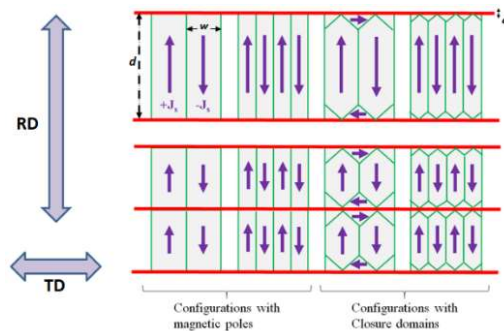 w
d
RD
+Js -Js
TD
Configurations with
magnetic poles
Configurations with
Closure domains